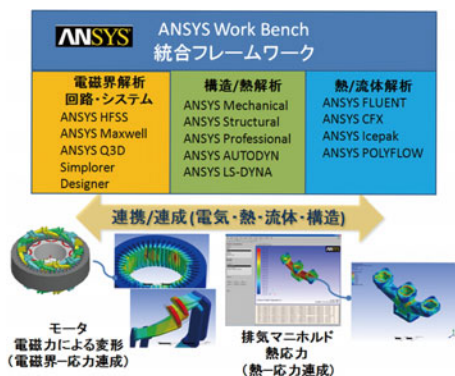 ANSYS
ANSYS Work Bench
統合フレームワーク
電磁界解析
回路・システム
ANSYS HFSS
ANSYS Maxwell
ANSYS Q3D
Simplorer
Designer
構造/熱解析
ANSYS Mechanical
ANSYS Structural
ANSYS Professional
ANSYS AUTODYN
ANSYS LS-DYNA
熱/流体解析
ANSYS FLUENT
ANSYS CFX
ANSYS Icepak
ANSYS POLYFLOW
連携/連成(電気・熱・流体・構造)
モータ
電磁力による変形
(電磁界ー応力連成)
排気マニホルド
熱応力
(熱ー応力連成)